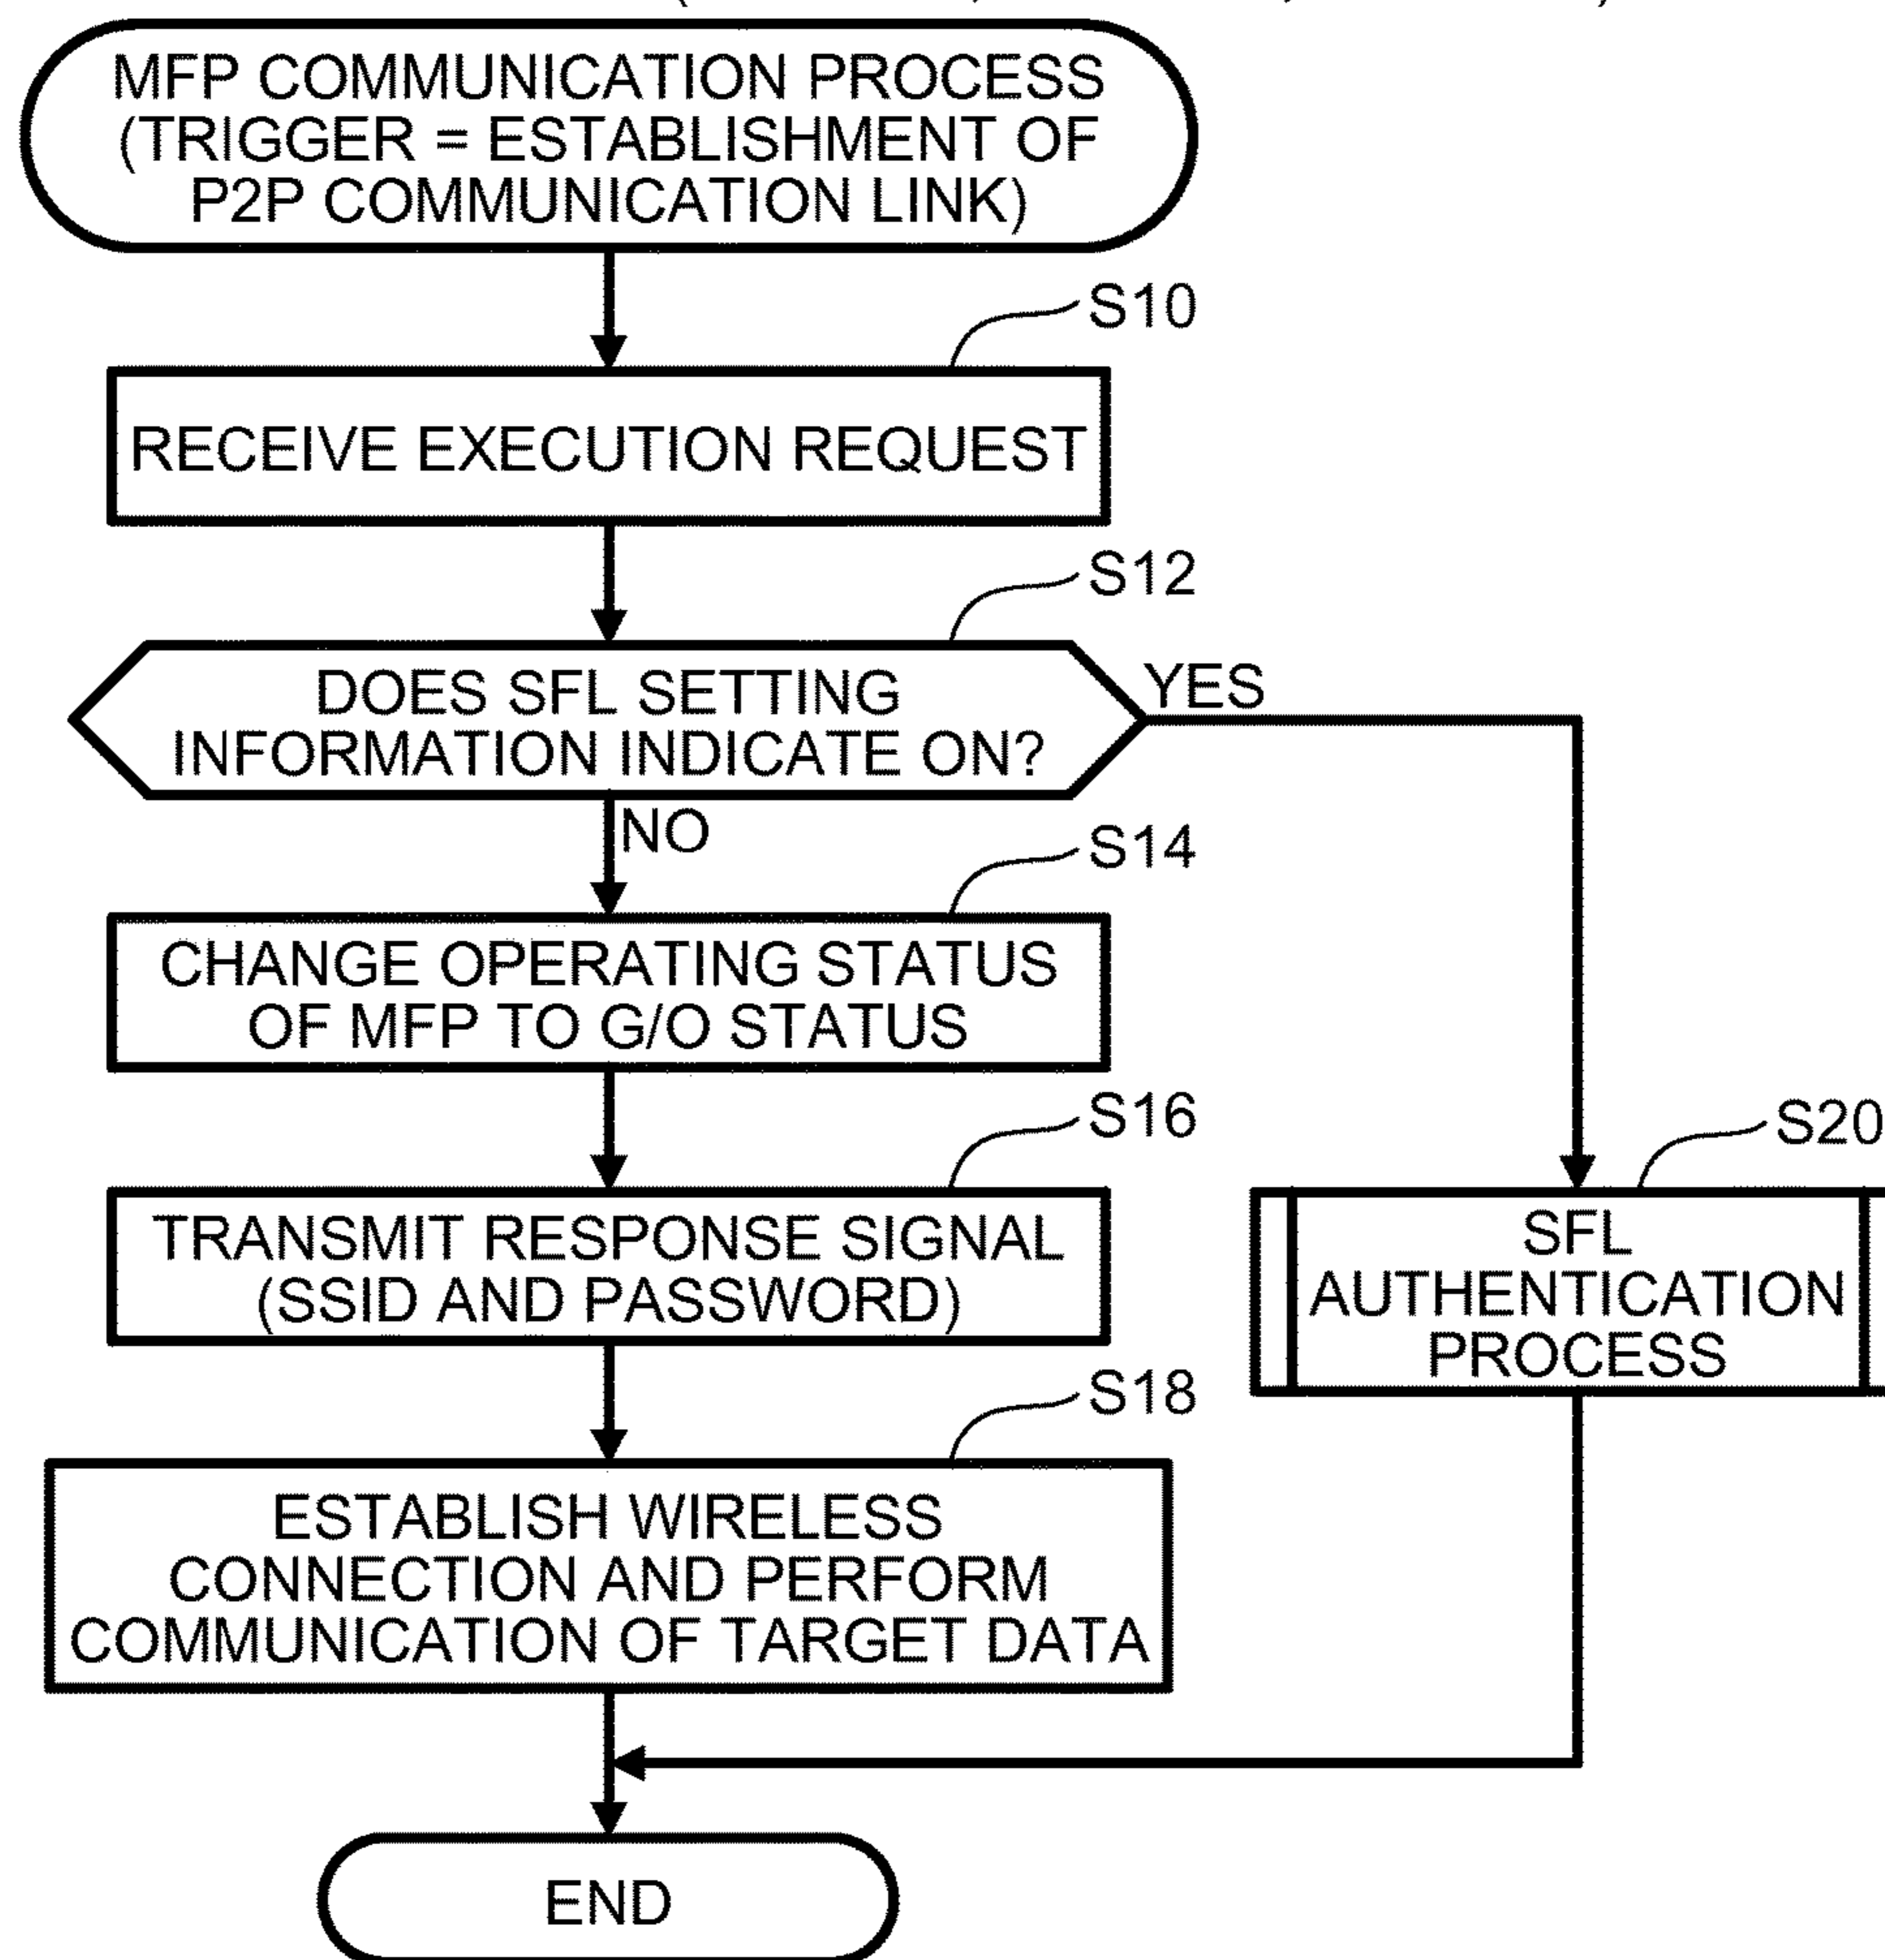 MFP COMMUNICATION PROCESS
(TRIGGER = ESTABLISHMENT OF
P2P COMMUNICATION LINK)
S10
RECEIVE EXECUTION REQUEST
S12
DOES SFL SETTING
INFORMATION INDICATE ON?
YES
NO
S14
CHANGE OPERATING STATUS
OF MFP TO G/O STATUS
S16
TRANSMIT RESPONSE SIGNAL
(SSID AND PASSWORD)
S20
SFL
AUTHENTICATION
PROCESS
S18
ESTABLISH WIRELESS
CONNECTION AND PERFORM
COMMUNICATION OF TARGET DATA
END